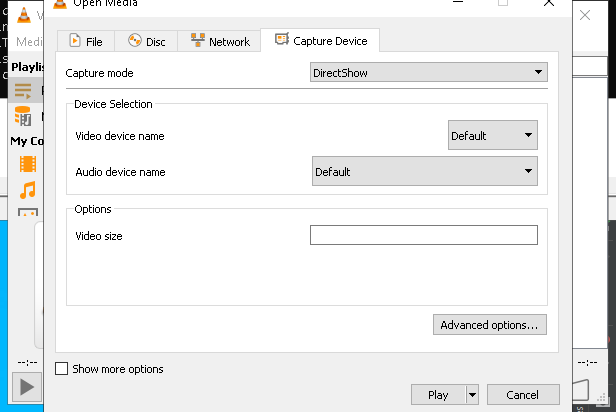 Open Media
Medi
File
Disc
Network
Capture Device
Playlis
Capture mode
DirectShow
Device Selection
Video device name
Default
My Co
Audio device name
Default
Options
Video size
Advanced options...
--:--
Show more options
--:--
Play
Cancel